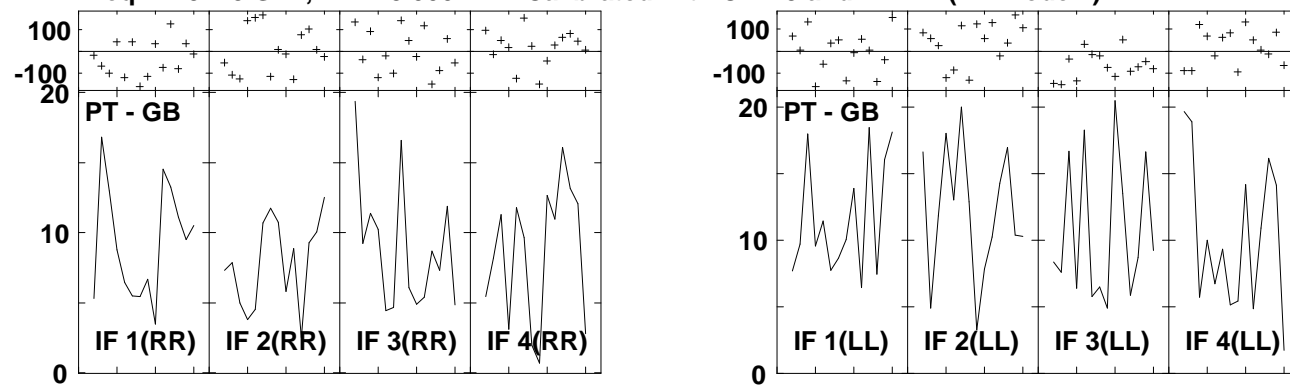 100
-100
20
PT - GB
10
IF 1(RR) IF 2(RR) IF 3(RR) IF 4(RR)
0
100
-100
20
PT - GB
10
IF 1(LL) IF 2(LL) IF 3(LL) IF 4(LL)
0